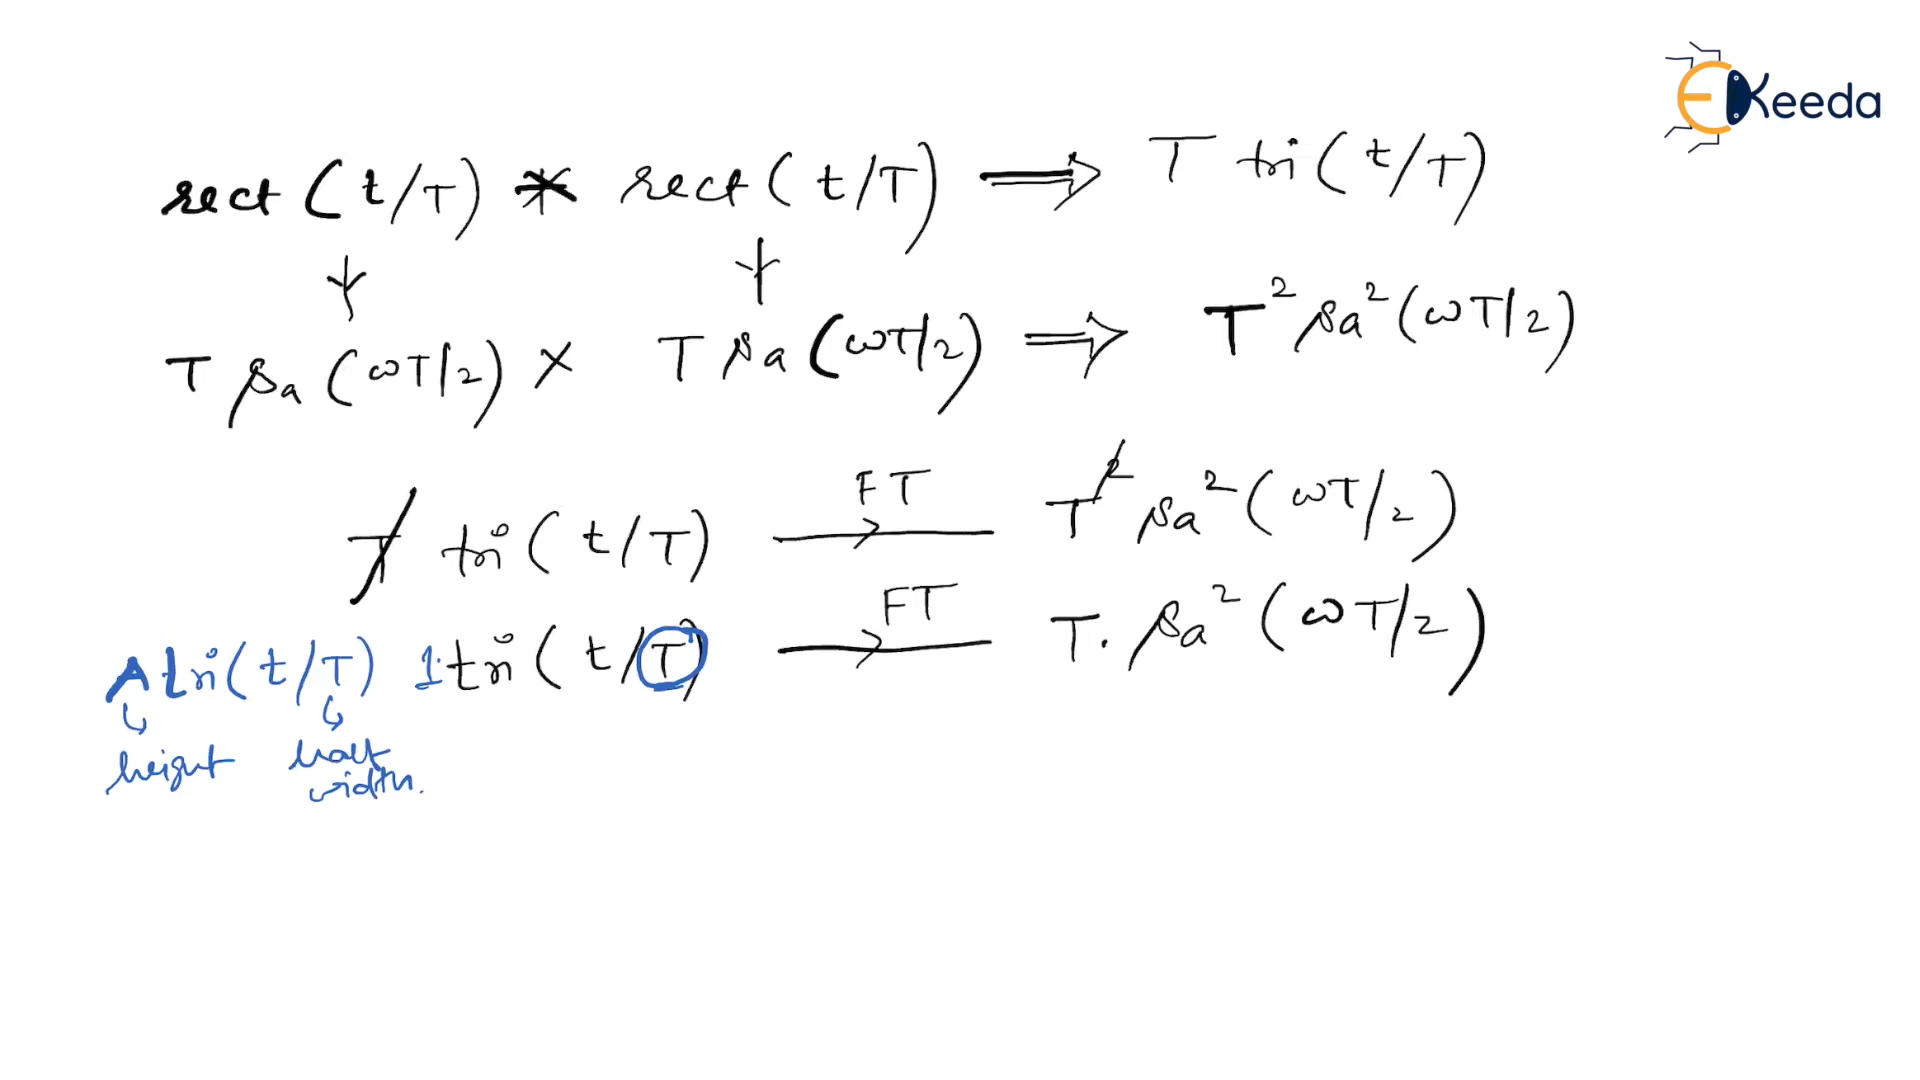 EKeeda
rect (t/T) * rect (t/T) ⟹ T tri (t/T)
T Sa (ωT/2) × T Sa (ωT/2) ⟹ T² Sa² (ωT/2)
T tri (t/T) FT → T² Sa² (ωT/2)
A tri (t/T) 1·tri (t/T) FT → T. Sa² (ωT/2)
height half
width.